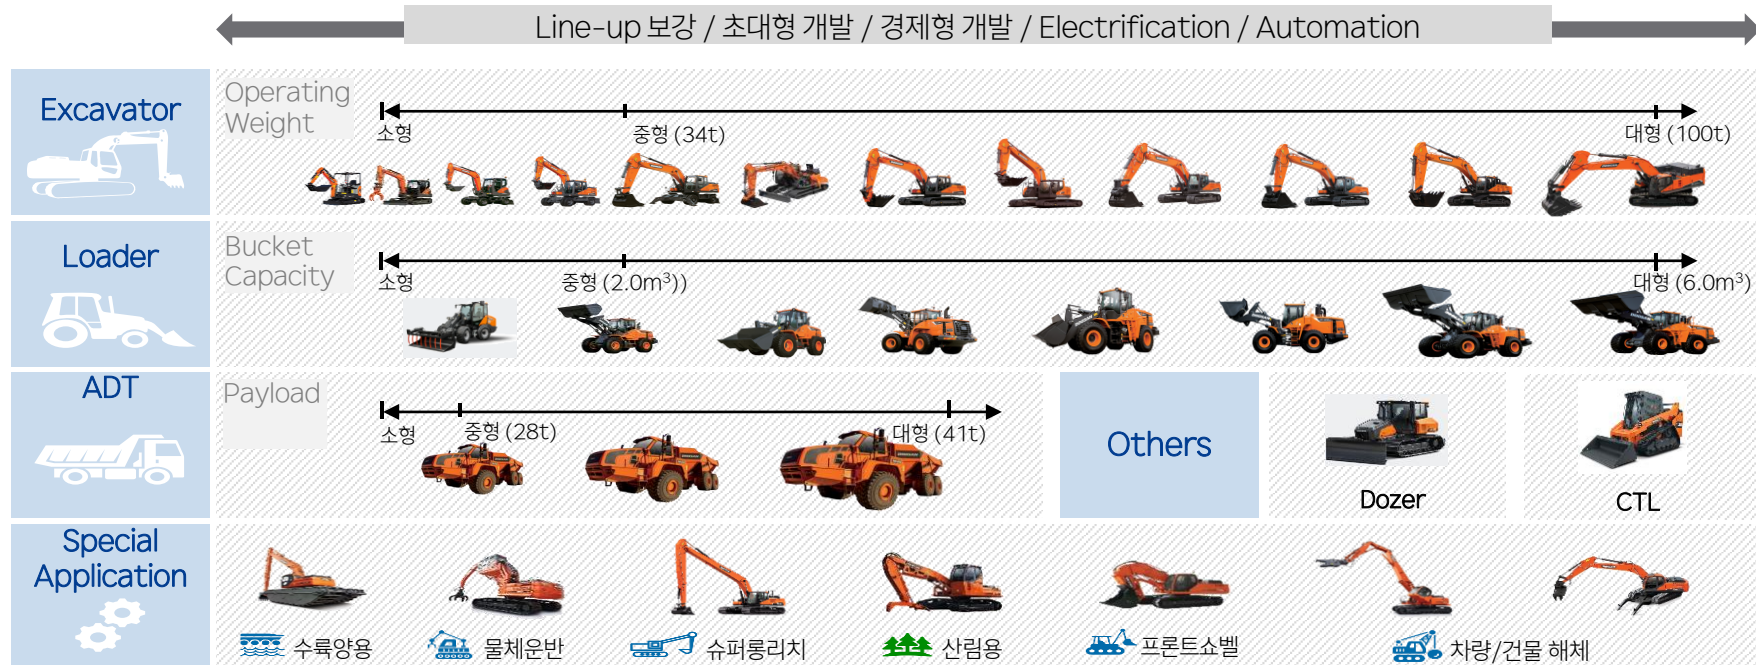 Line-up 보강 / 초대형 개발 / 경제형 개발 / Electrification / Automation
Excavator
Operating
Weight
소형
중형 (34t)
대형 (100t)
Loader
Bucket
Capacity
소형
중형 (2.0m³))
대형 (6.0m³)
ADT
Payload
소형
중형 (28t)
대형 (41t)
Others
Dozer
CTL
Special
Application
수륙양용
물체운반
슈퍼롱리치
산림용
프론트쇼벨
차량/건물 해체